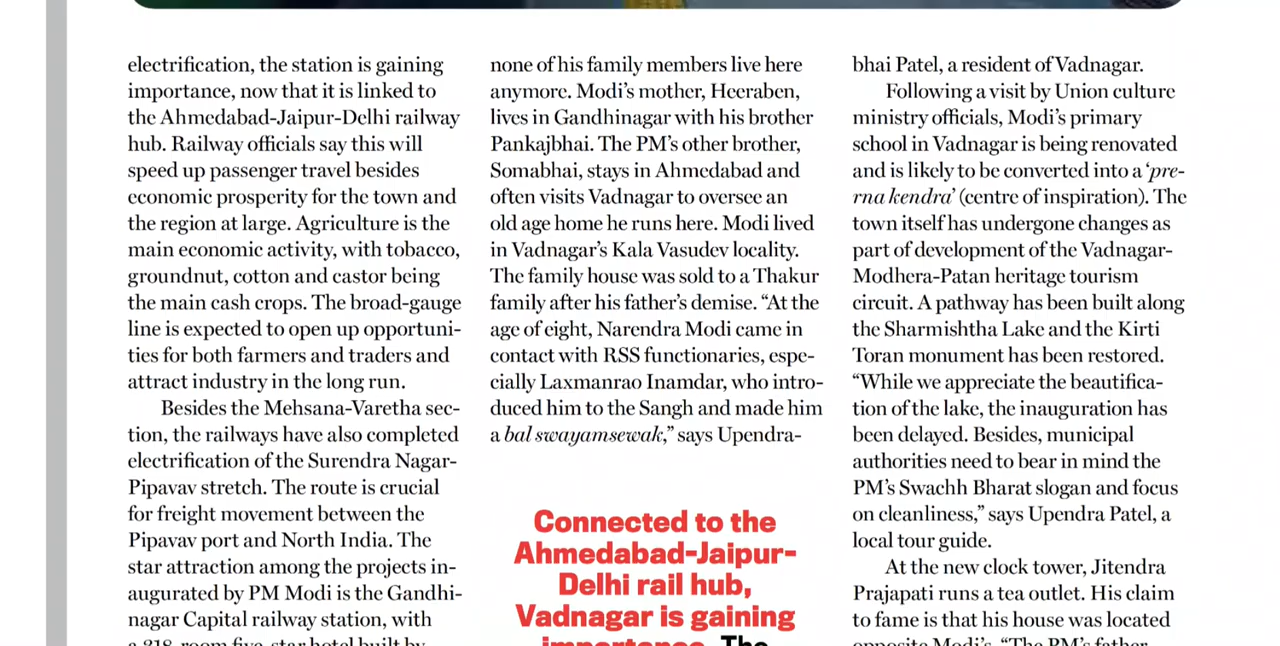 electrification, the station is gaining
importance, now that it is linked to
the Ahmedabad-Jaipur-Delhi railway
hub. Railway officials say this will
speed up passenger travel besides
economic prosperity for the town and
the region at large. Agriculture is the
main economic activity, with tobacco,
groundnut, cotton and castor being
the main cash crops. The broad-gauge
line is expected to open up opportuni-
ties for both farmers and traders and
attract industry in the long run.
Besides the Mehsana-Varetha sec-
tion, the railways have also completed
electrification of the Surendra Nagar-
Pipavav stretch. The route is crucial
for freight movement between the
Pipavav port and North India. The
star attraction among the projects in-
augurated by PM Modi is the Gandhi-
nagar Capital railway station, with
a 318-room five-star hotel built by
none of his family members live here
anymore. Modi’s mother, Heeraben,
lives in Gandhinagar with his brother
Pankajbhai. The PM’s other brother,
Somabhai, stays in Ahmedabad and
often visits Vadnagar to oversee an
old age home he runs here. Modi lived
in Vadnagar’s Kala Vasudev locality.
The family house was sold to a Thakur
family after his father’s demise. “At the
age of eight, Narendra Modi came in
contact with RSS functionaries, espe-
cially Laxmanrao Inamdar, who intro-
duced him to the Sangh and made him
a bal swayamsewak,” says Upendra-
Connected to the
Ahmedabad-Jaipur-
Delhi rail hub,
Vadnagar is gaining
importance. The
bhai Patel, a resident of Vadnagar.
Following a visit by Union culture
ministry officials, Modi’s primary
school in Vadnagar is being renovated
and is likely to be converted into a ‘pre-
rna kendra’ (centre of inspiration). The
town itself has undergone changes as
part of development of the Vadnagar-
Modhera-Patan heritage tourism
circuit. A pathway has been built along
the Sharmishtha Lake and the Kirti
Toran monument has been restored.
“While we appreciate the beautifica-
tion of the lake, the inauguration has
been delayed. Besides, municipal
authorities need to bear in mind the
PM’s Swachh Bharat slogan and focus
on cleanliness,” says Upendra Patel, a
local tour guide.
At the new clock tower, Jitendra
Prajapati runs a tea outlet. His claim
to fame is that his house was located
opposite Modi’s. “The PM’s father